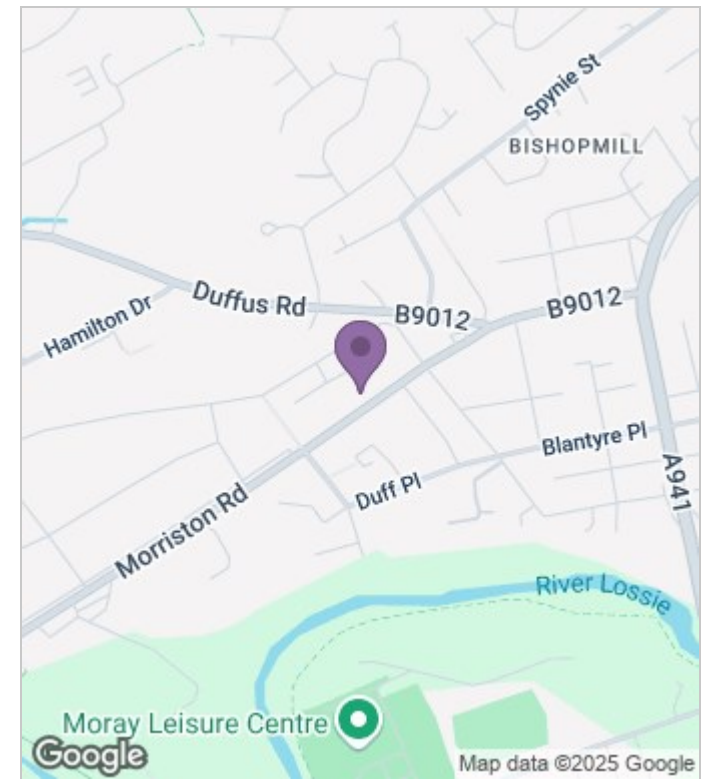 Spynie St
BISHOPMILL
Duffus Rd
B9012
B9012
Hamilton Dr
Blantyre Pl
A941
Duff Pl
Morriston Rd
River Lossie
Moray Leisure Centre
Google
Map data ©2025 Google